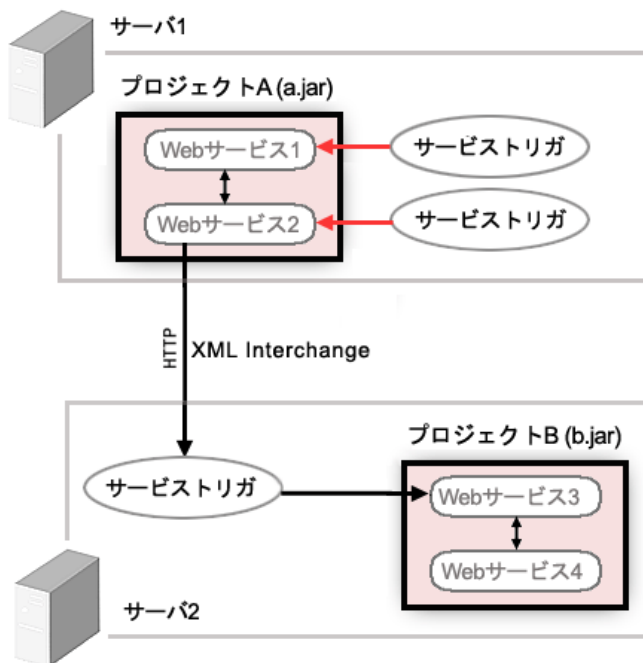 サーバ1
プロジェクトA (a.jar)
Webサービス1
サービストリガ
Webサービス2
サービストリガ
HTTP
XML Interchange
プロジェクトB (b.jar)
サービストリガ
Webサービス3
Webサービス4
サーバ2